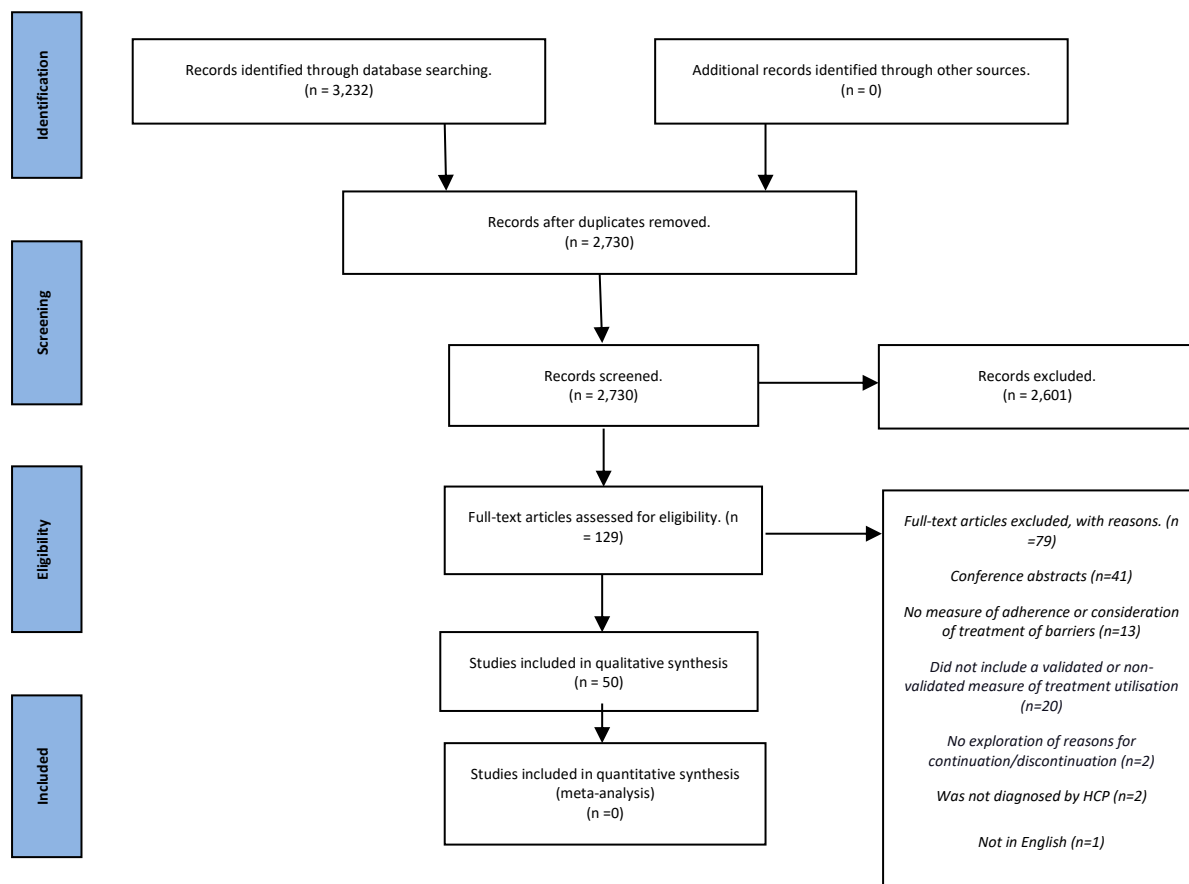 Identification
Records identified through database searching.
(n = 3,232)
Additional records identified through other sources.
(n = 0)
Records after duplicates removed.
(n = 2,730)
Screening
Records screened.
(n = 2,730)
Records excluded.
(n = 2,601)
Eligibility
Full-text articles assessed for eligibility. (n
= 129)
Full-text articles excluded, with reasons. (n
=79)
Conference abstracts (n=41)
No measure of adherence or consideration
of treatment of barriers (n=13)
Did not include a validated or non-
validated measure of treatment utilisation
(n=20)
No exploration of reasons for
continuation/discontinuation (n=2)
Was not diagnosed by HCP (n=2)
Not in English (n=1)
Studies included in qualitative synthesis
(n = 50)
Included
Studies included in quantitative synthesis
(meta-analysis)
(n =0)